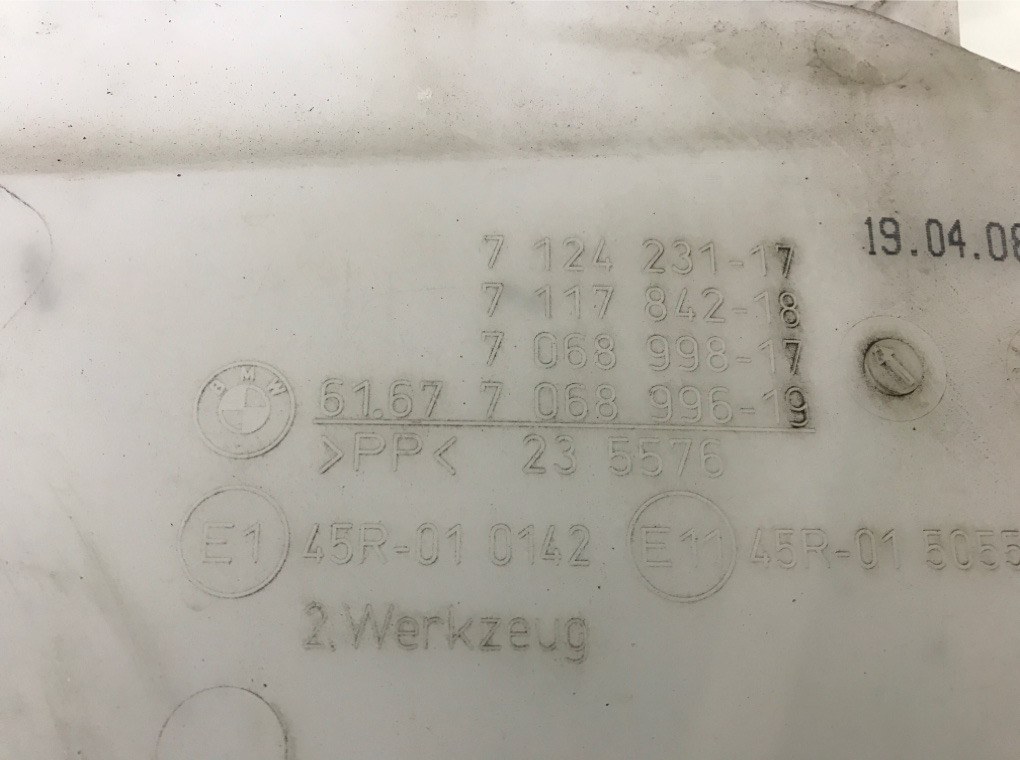 19.04.08
7 124 231-17
7 117 842-18
7 068 998-17
BMW 61.67 7 068 996-19
>PP< 23 5576
E1 45R-01 0142 E11 45R-01 5055
2.Werkzeug